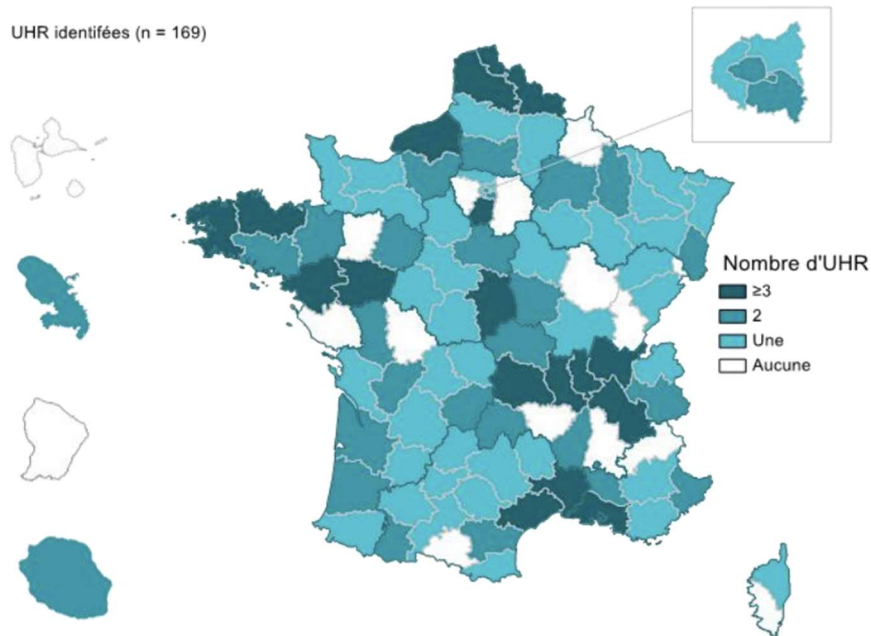 UHR identifées (n = 169)
Nombre d'UHR
≥3
2
Une
Aucune